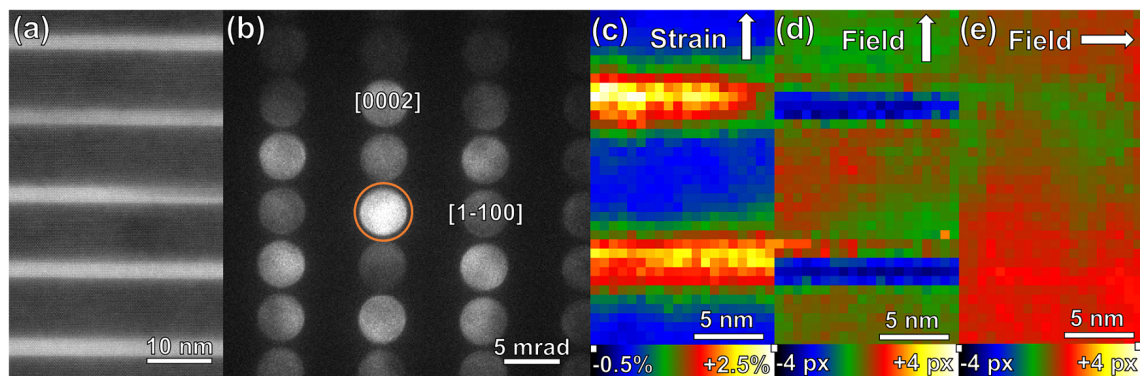 (a)
10 nm
(b)
[0002]
[1-100]
5 mrad
(c)
Strain
5 nm
-0.5%
+2.5%
(d)
Field
5 nm
-4 px
+4 px
(e)
Field
5 nm
-4 px
+4 px